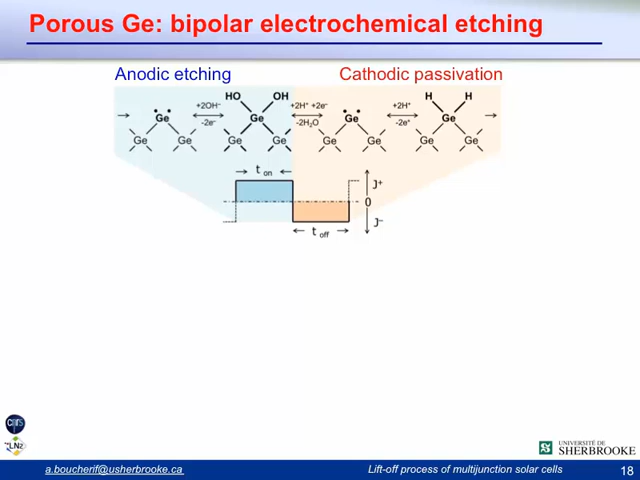 Porous Ge: bipolar electrochemical etching
Anodic etching
Cathodic passivation
HO OH H H
+2OH⁻ +2H⁺ +2e⁻ +2H⁺
Ge Ge Ge Ge
-2e⁻ -2H₂O -2e⁺
Ge Ge Ge Ge Ge Ge Ge Ge
t on
J⁺
0
J⁻
t off
UNIVERSITÉ DE
SHERBROOKE
a.boucherif@usherbrooke.ca
Lift-off process of multijunction solar cells
18